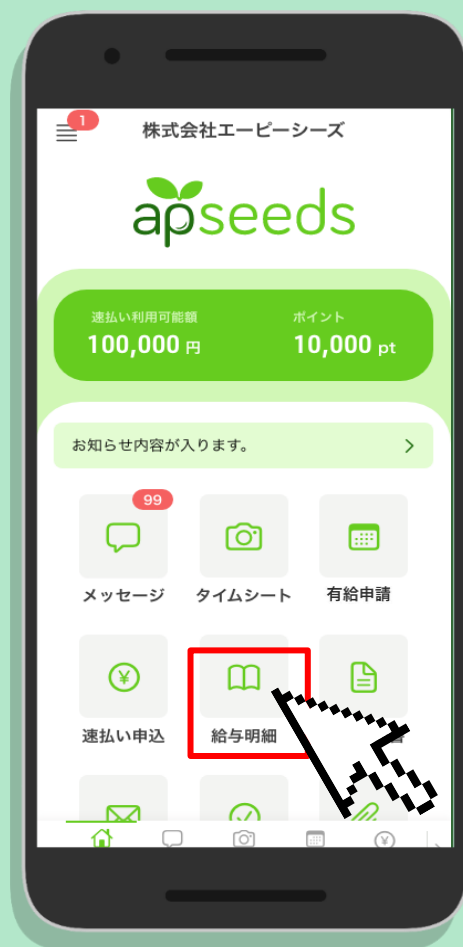 1
株式会社エーピーシーズ
apseeds
速払い利用可能額 ポイント
100,000 円 10,000 pt
お知らせ内容が入ります。
99
メッセージ タイムシート 有給申請
速払い申込 給与明細